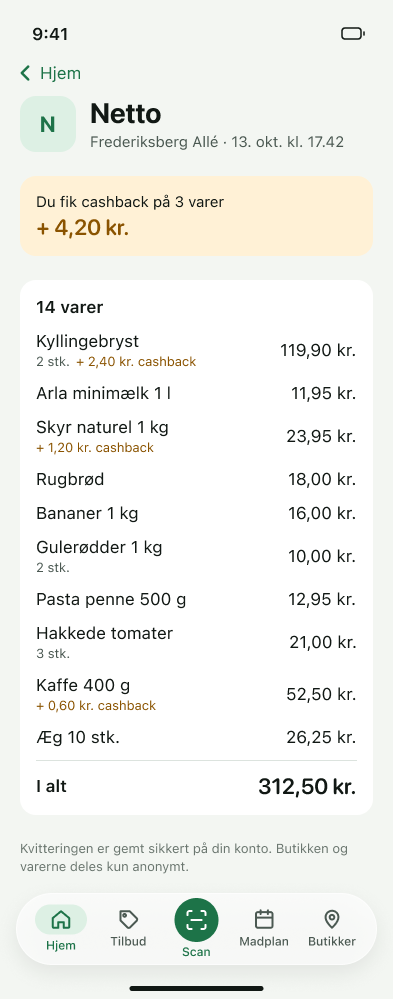 9:41
Hjem
N
Netto
Frederiksberg Allé · 13. okt. kl. 17.42
Du fik cashback på 3 varer
+ 4,20 kr.
14 varer
Kyllingebryst
2 stk. + 2,40 kr. cashback
119,90 kr.
Arla minimælk 1 l
11,95 kr.
Skyr naturel 1 kg
+ 1,20 kr. cashback
23,95 kr.
Rugbrød
18,00 kr.
Bananer 1 kg
16,00 kr.
Gulerødder 1 kg
2 stk.
10,00 kr.
Pasta penne 500 g
12,95 kr.
Hakkede tomater
3 stk.
21,00 kr.
Kaffe 400 g
+ 0,60 kr. cashback
52,50 kr.
Æg 10 stk.
26,25 kr.
I alt
312,50 kr.
Kvitteringen er gemt sikkert på din konto. Butikken og
varerne deles kun anonymt.
Hjem
Tilbud
Scan
Madplan
Butikker